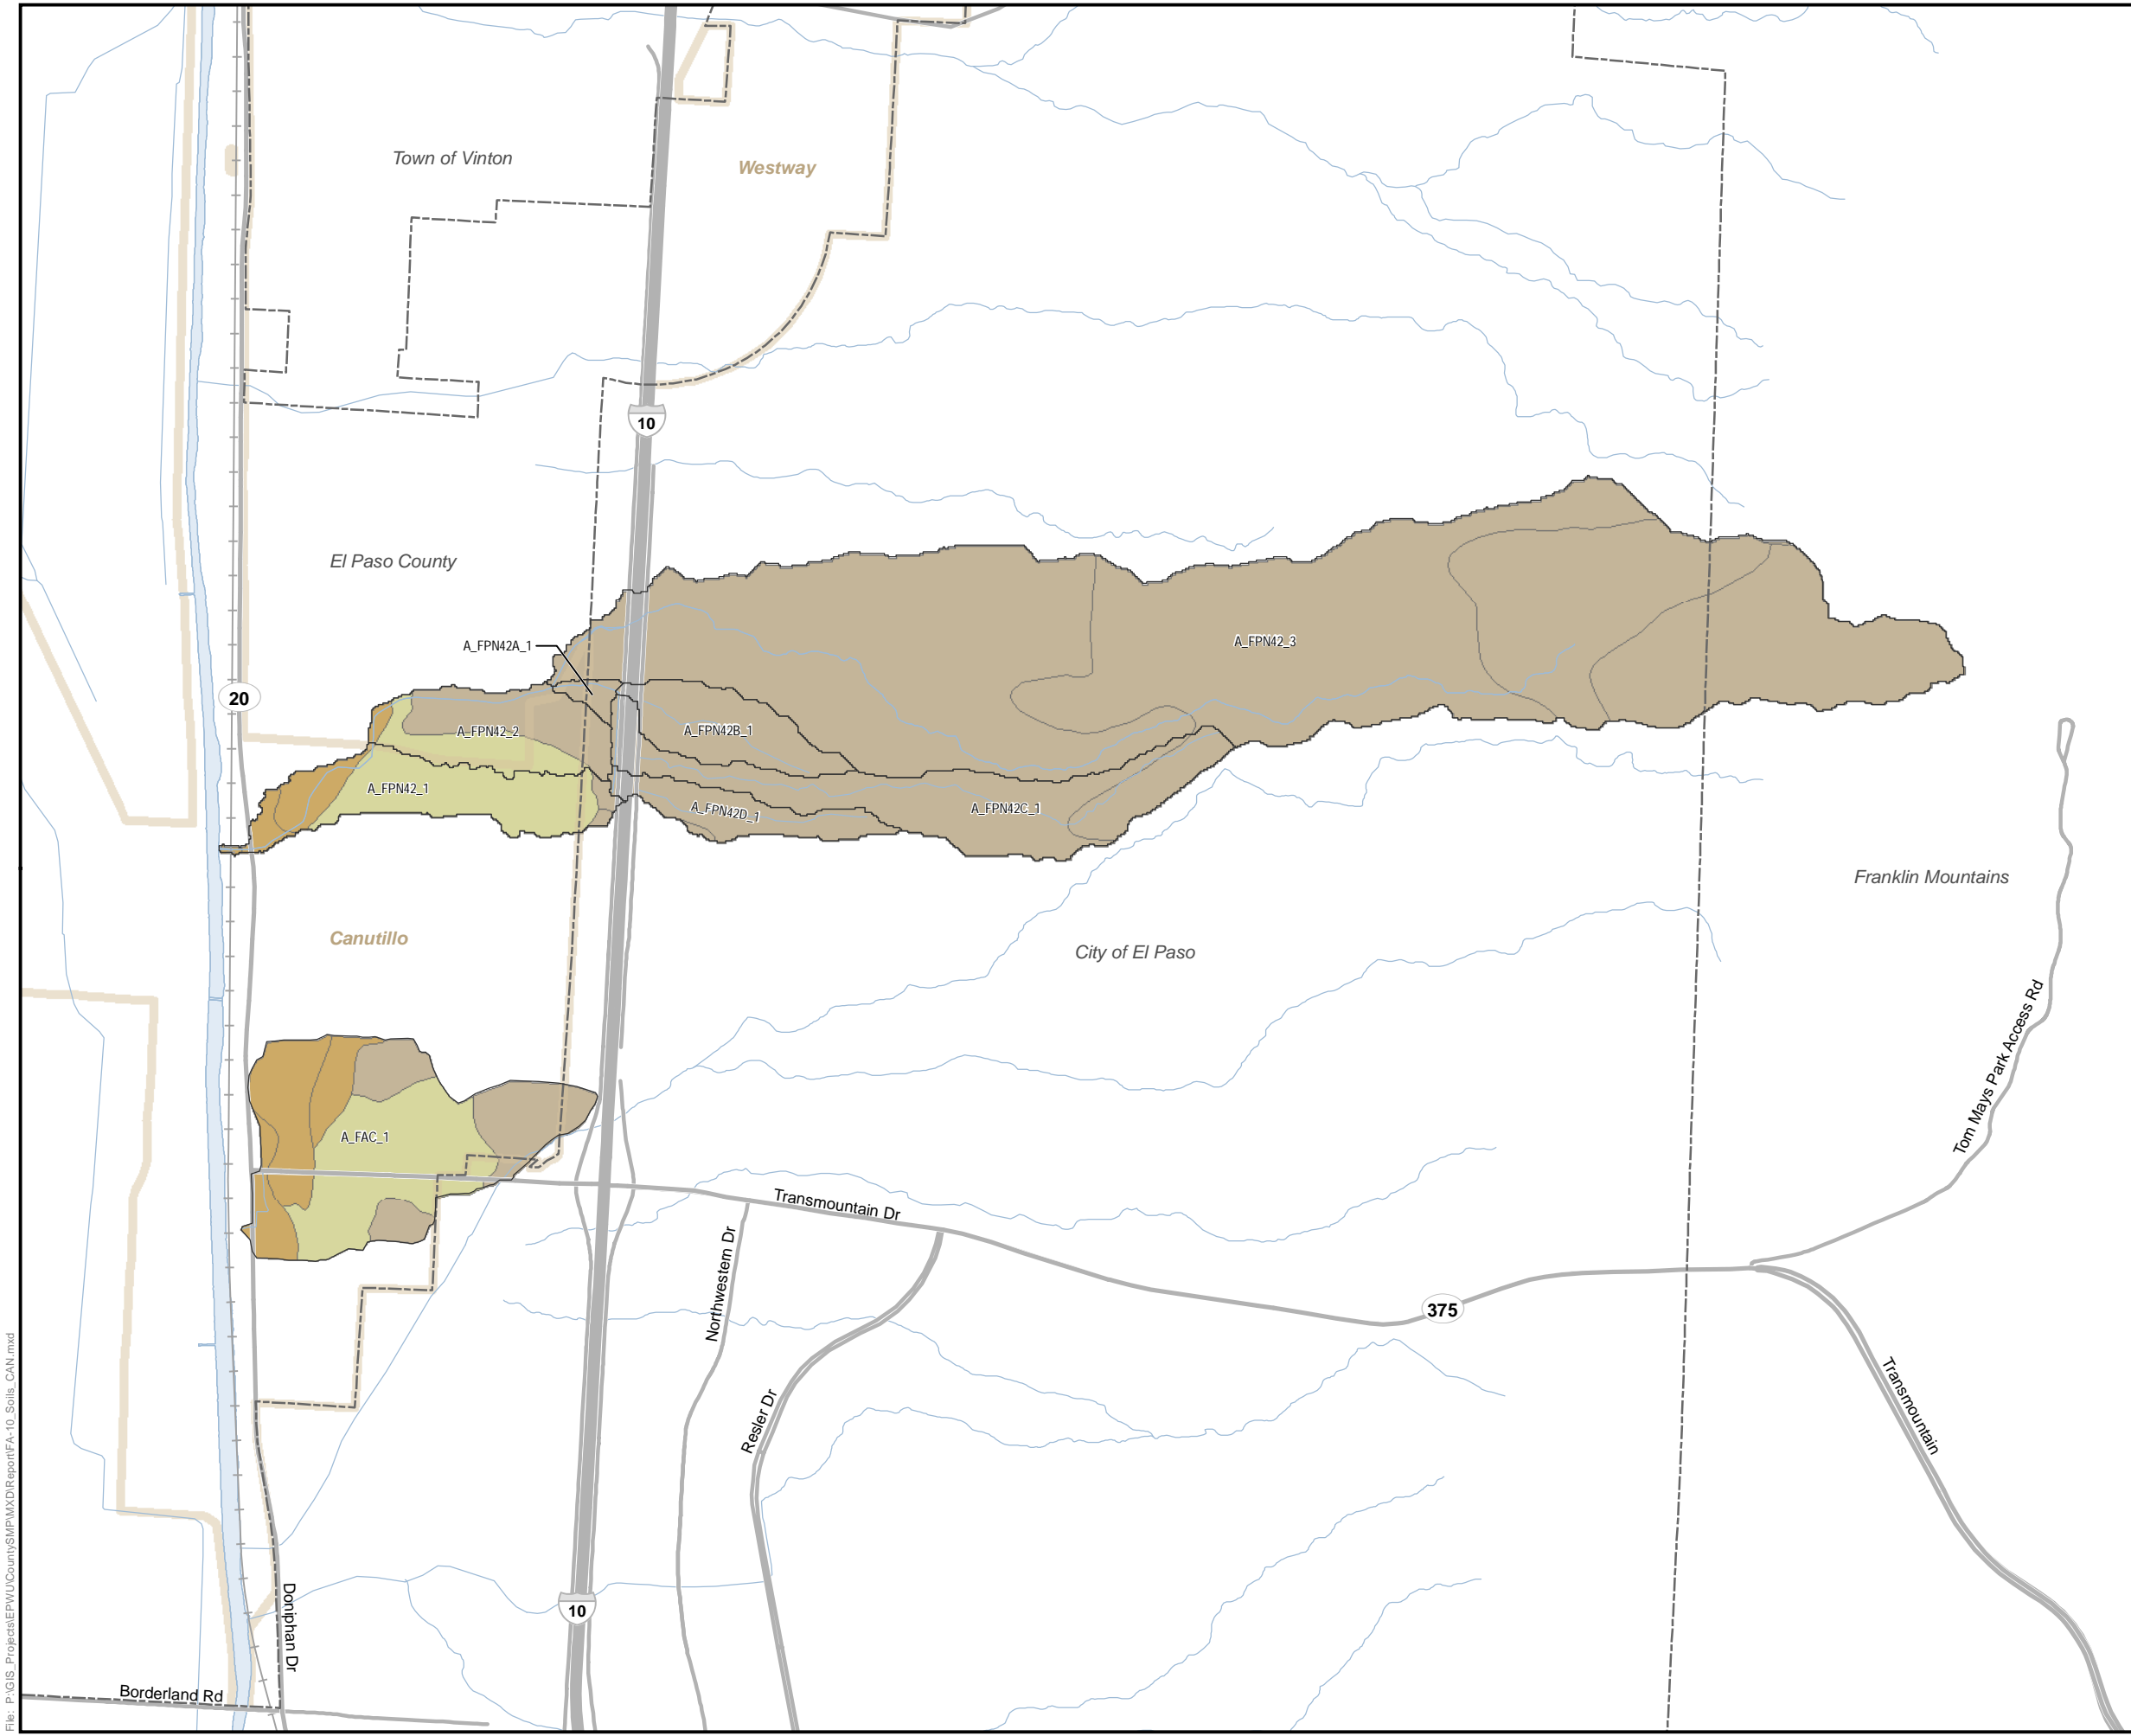 Town of Vinton
Westway
10
El Paso County
A_FPN42A_1
A_FPN42_3
20
A_FPN42_2
A_FPN42B_1
A_FPN42_1
A_FPN42D_1
A_FPN42C_1
Franklin Mountains
Canutillo
City of El Paso
Tom Mays Park Access Rd
A_FAC_1
Transmountain Dr
Northwestern Dr
375
Resler Dr
Transmountain
10
Doniphan Dr
Borderland Rd
File: P:\GIS_Projects\EPWU\CountySMP\MXD\Report\FA-10_Soils_CAN.mxd